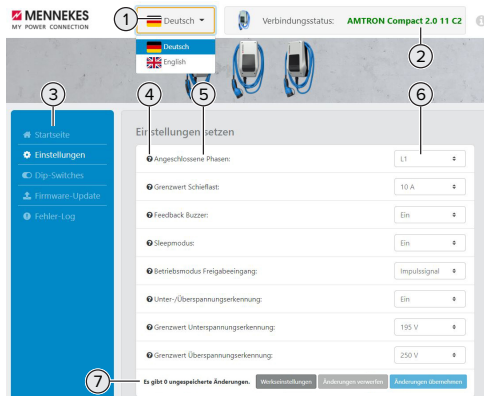 MENNEKES
MY POWER CONNECTION
1
Deutsch
Verbindungsstatus: AMTRON Compact 2.0 11 C2
Deutsch
English
2
3
4
5
6
Startseite
Einstellungen
Dip-Switches
Firmware-Update
Fehler-Log
Einstellungen setzen
Angeschlossene Phasen: L1
Grenzwert Schieflast: 10 A
Feedback Buzzer: Ein
Sleepmodus: Ein
Betriebsmodus Freigabeeingang: Impulssignal
Unter-/Überspannungserkennung: Ein
Grenzwert Unterspannungserkennung: 195 V
Grenzwert Überspannungserkennung: 250 V
7
Es gibt 0 ungespeicherte Änderungen. Werkseinstellungen Änderungen verwerfen Änderungen übernehmen